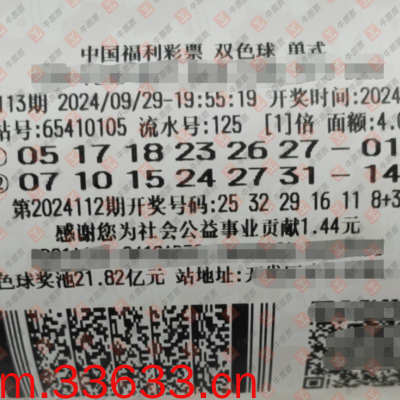 中国福利彩票 双色球 单式
113期 2024/09/29-19:55:19 开奖时间:2024
站号:65410105 流水号:125 [1]倍 面额:4.0
① 05 17 18 23 26 27 - 01
② 07 10 15 24 27 31 - 14
第2024112期开奖号码:25 32 29 16 11 8+3
感谢您为社会公益事业贡献1.44元
色球奖池21.82亿元 站地址:
m.33633.cn